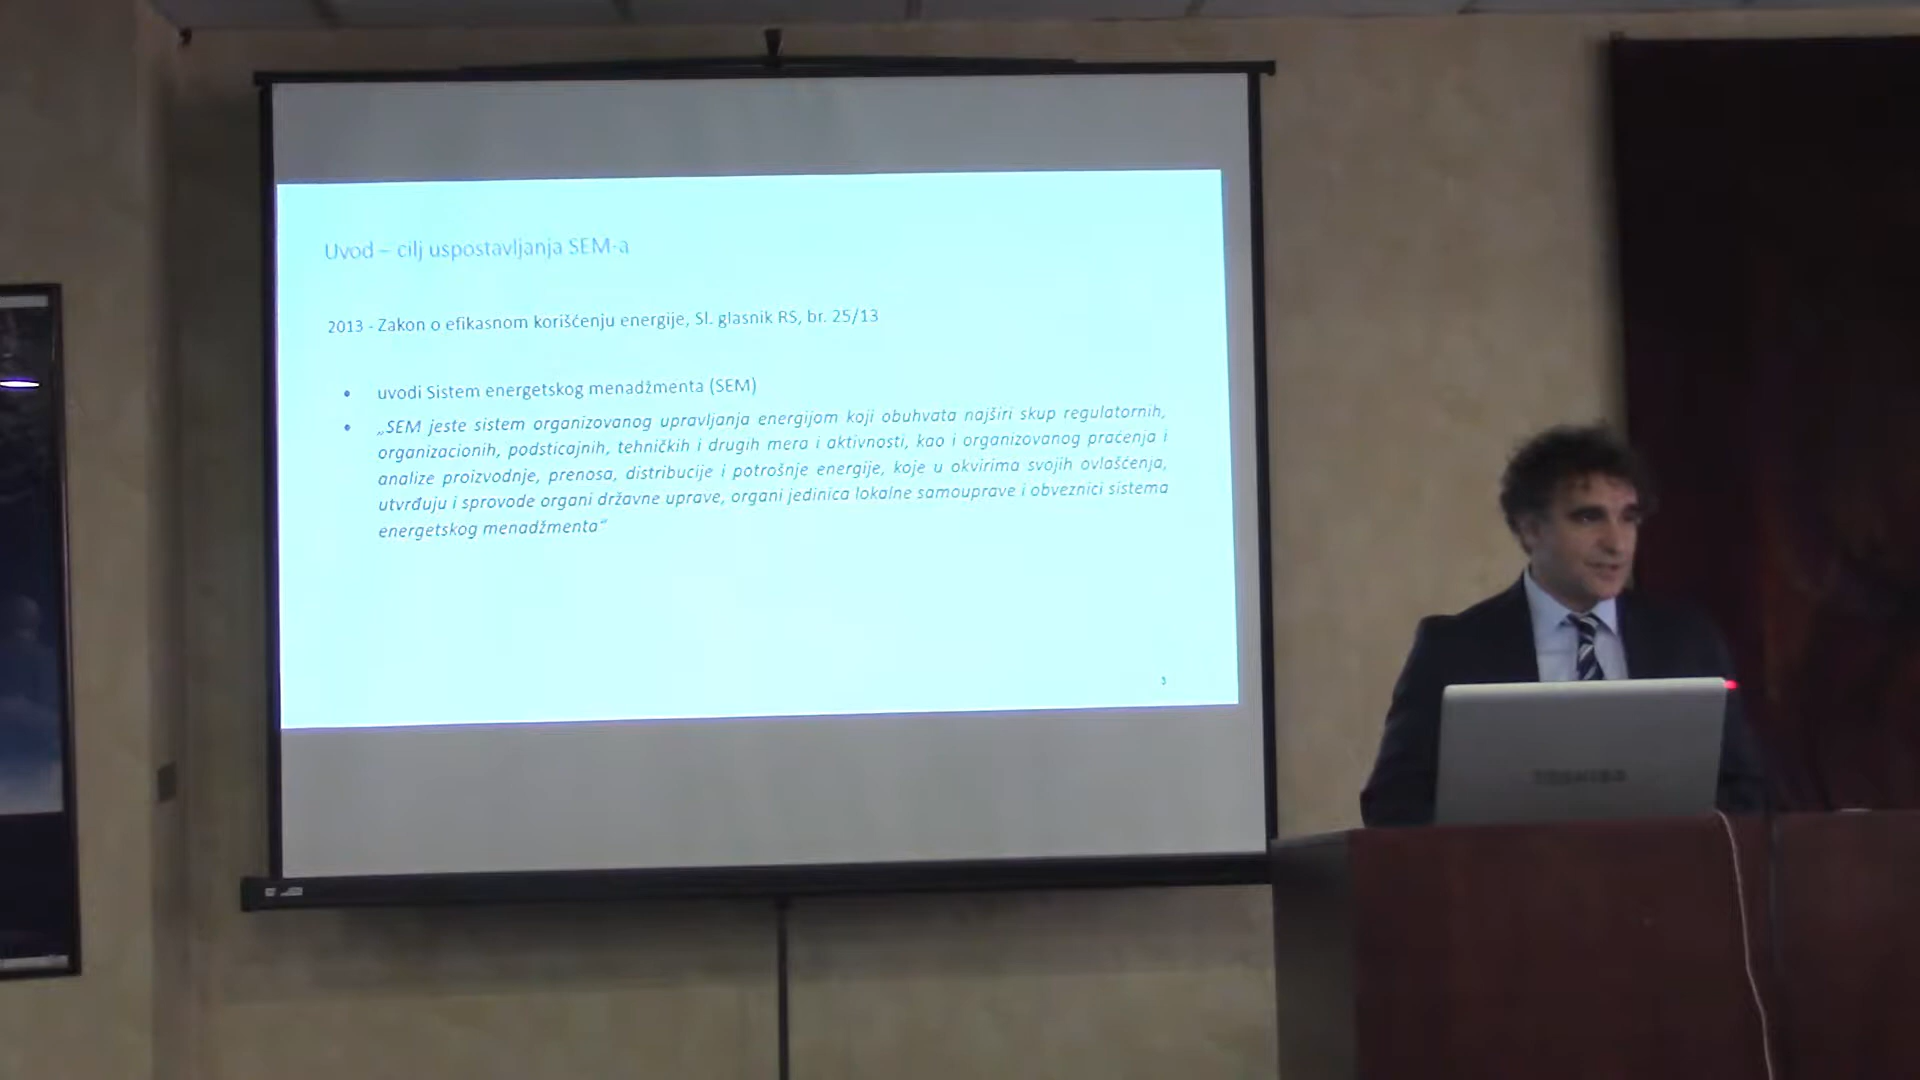 Uvod – cilj uspostavljanja SEM-a
2013 - Zakon o efikasnom korišćenju energije, Sl. glasnik RS, br. 25/13
• uvodi Sistem energetskog menadžmenta (SEM)
• „SEM jeste sistem organizovanog upravljanja energijom koji obuhvata najširi skup regulatornih,
organizacionih, podsticajnih, tehničkih i drugih mera i aktivnosti, kao i organizovanog praćenja i
analize proizvodnje, prenosa, distribucije i potrošnje energije, koje u okvirima svojih ovlašćenja,
utvrđuju i sprovode organi državne uprave, organi jedinica lokalne samouprave i obveznici sistema
energetskog menadžmenta“
3
TOSHIBA